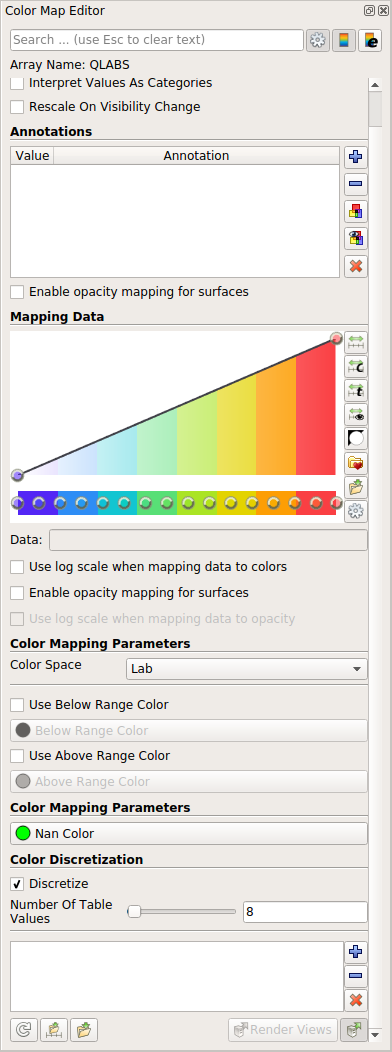 Color Map Editor
Search ... (use Esc to clear text)
Array Name: QLABS
Interpret Values As Categories
Rescale On Visibility Change
Annotations
Value Annotation
Enable opacity mapping for surfaces
Mapping Data
Data:
Use log scale when mapping data to colors
Enable opacity mapping for surfaces
Use log scale when mapping data to opacity
Color Mapping Parameters
Color Space Lab
Use Below Range Color
Below Range Color
Use Above Range Color
Above Range Color
Color Mapping Parameters
Nan Color
Color Discretization
Discretize
Number Of Table
Values 8
Render Views